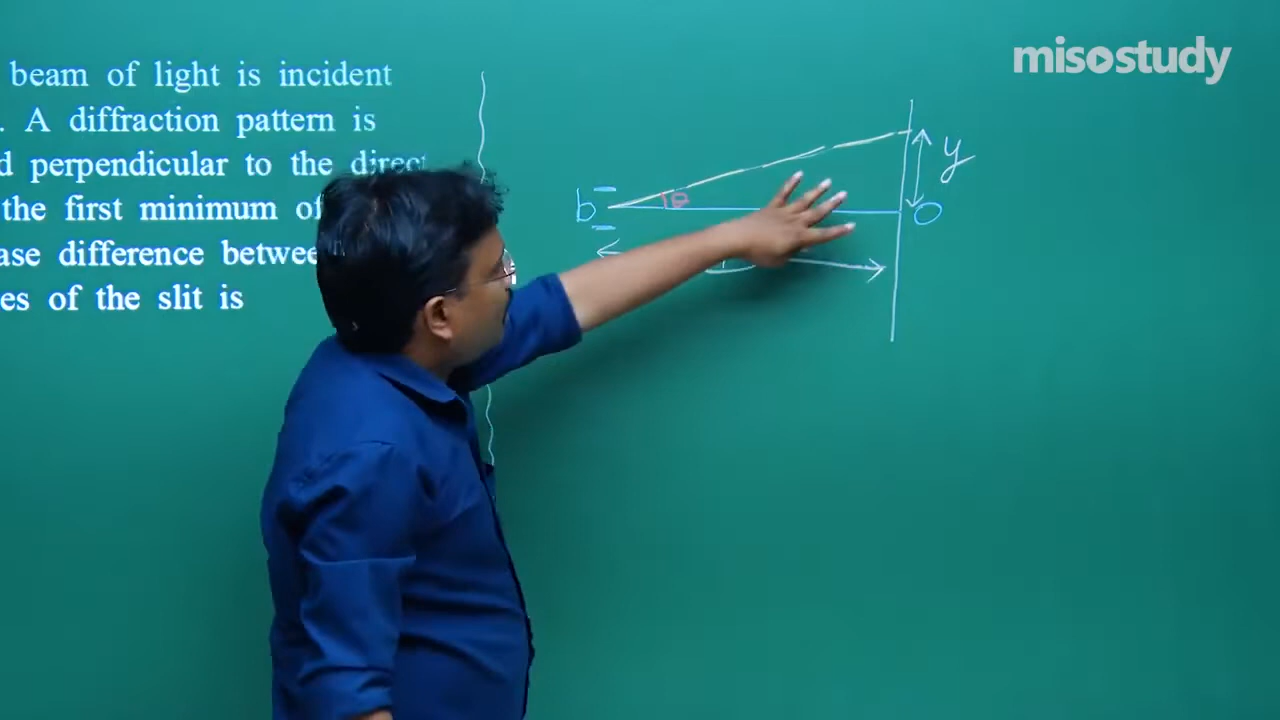 misostudy
beam of light is incident
. A diffraction pattern is
d perpendicular to the direct
the first minimum of
ase difference betwee
es of the slit is
b
θ
y
O